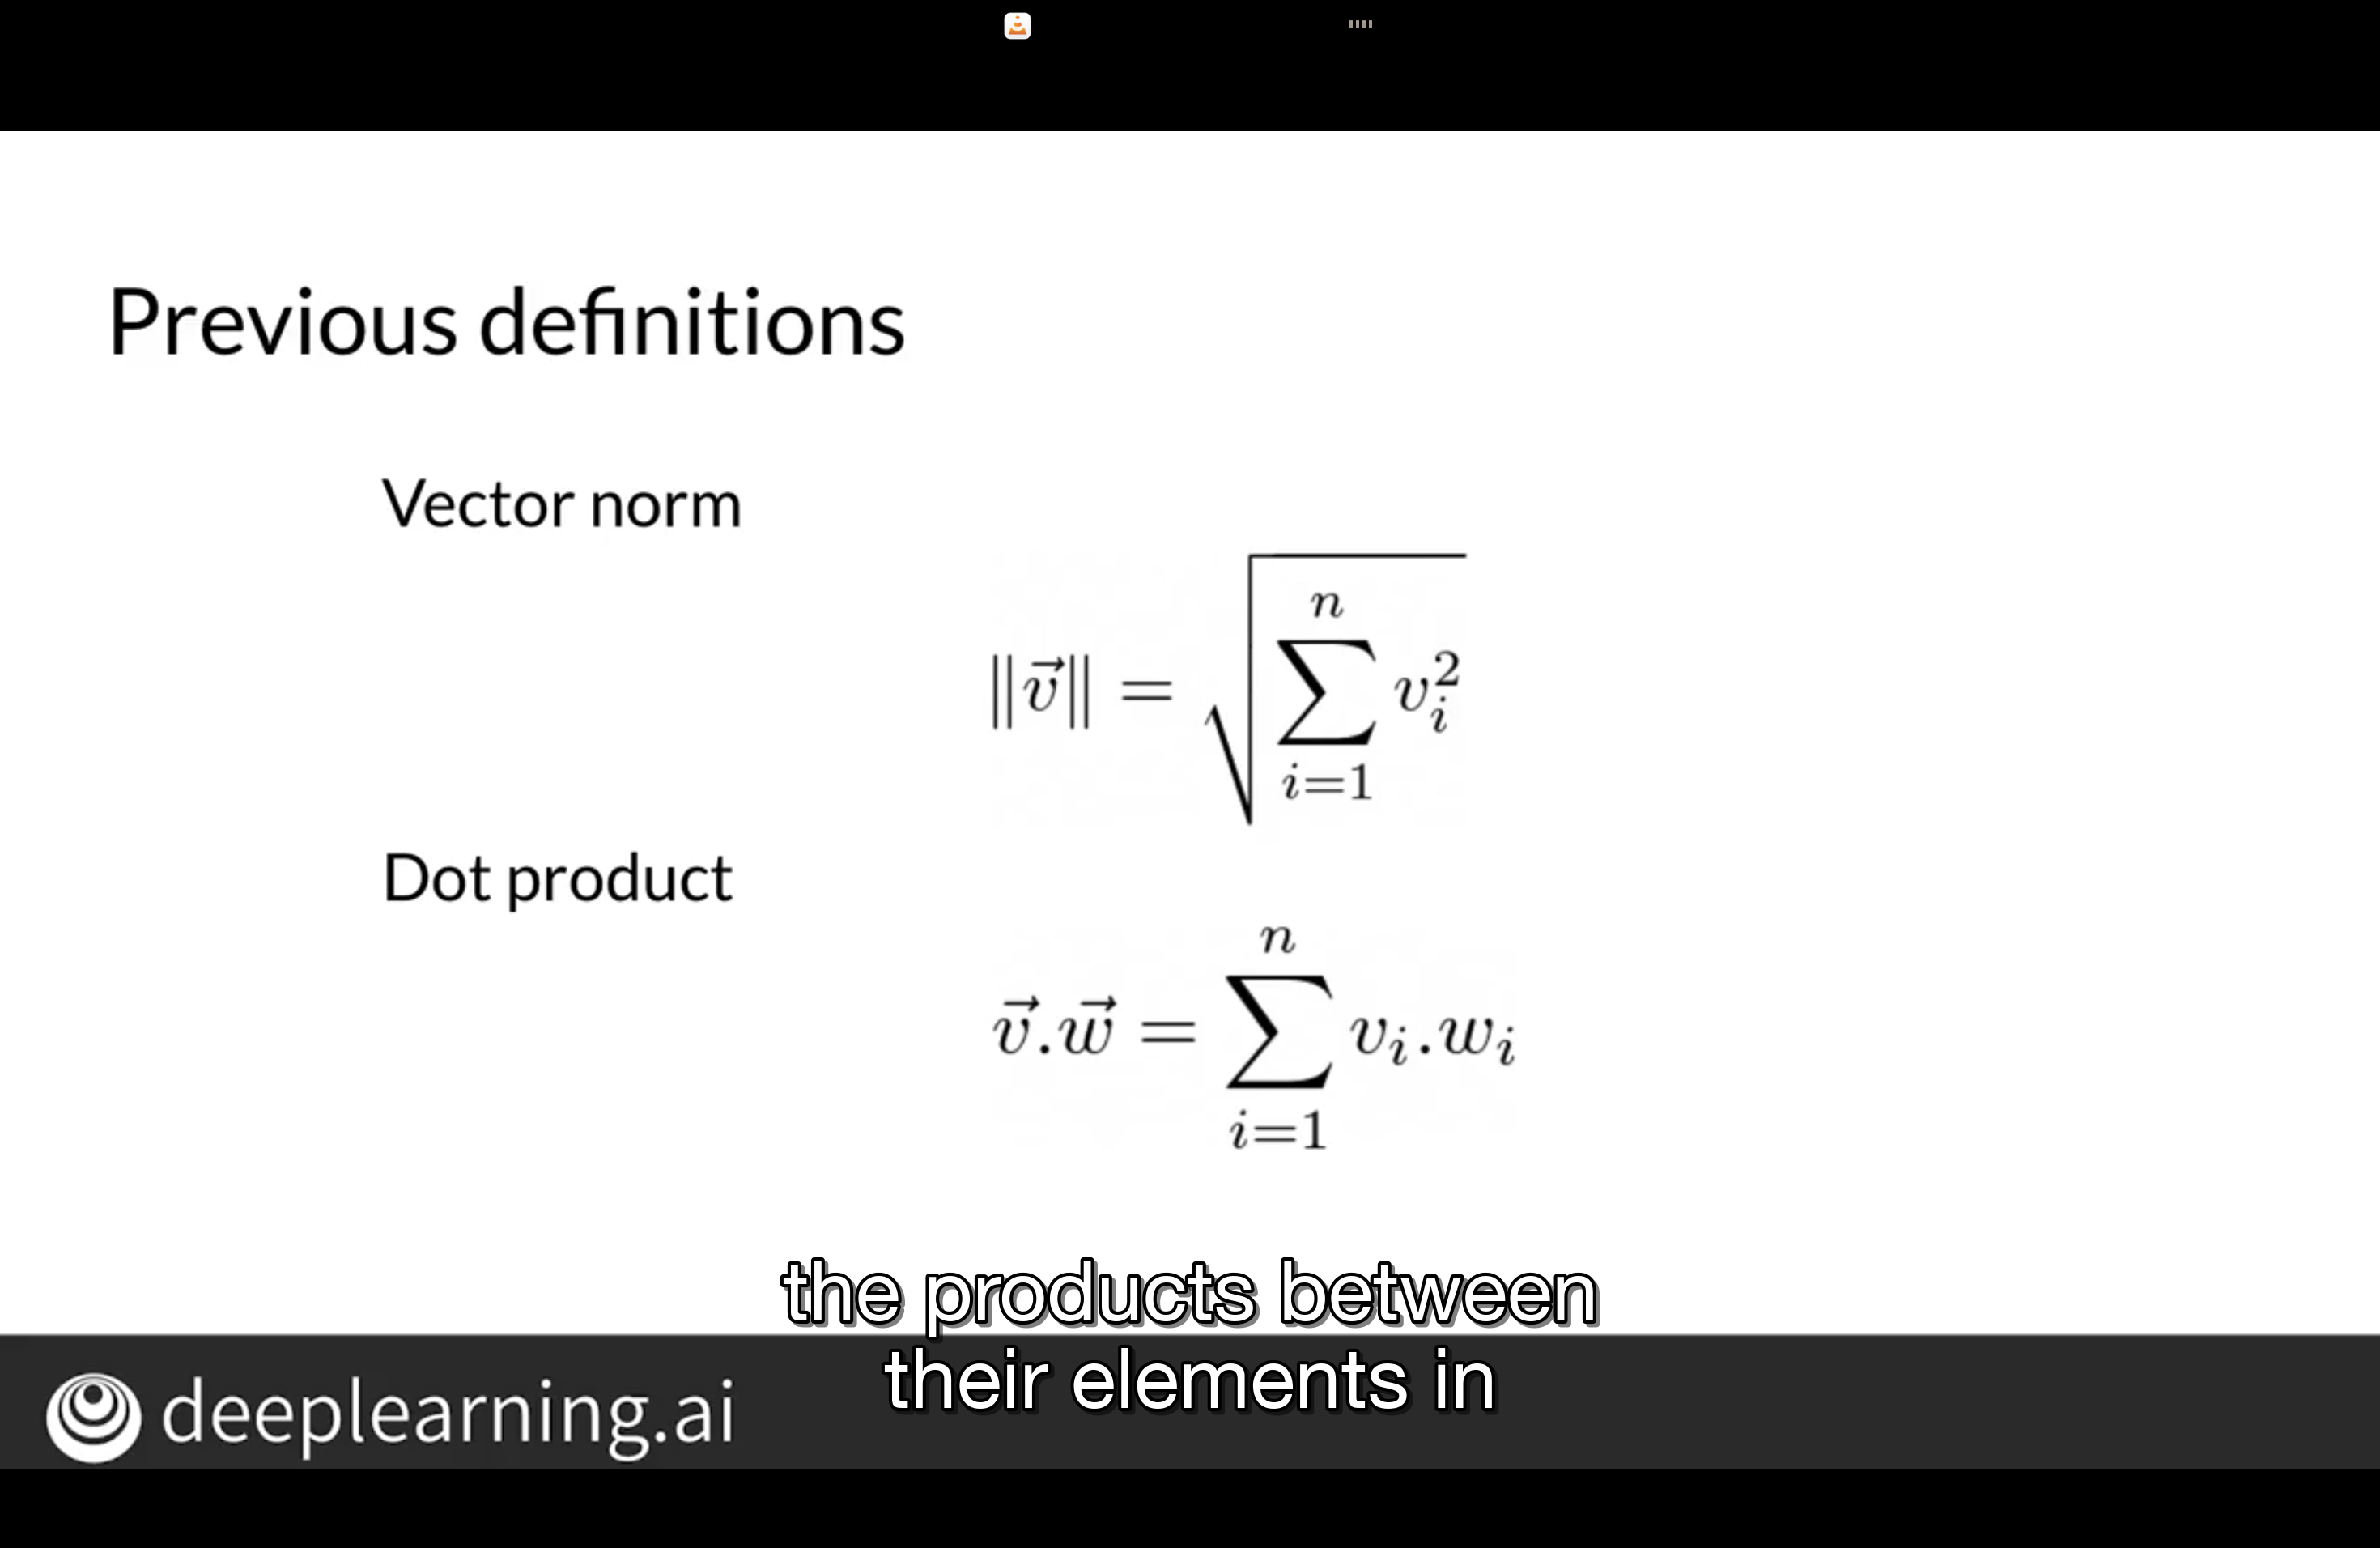 Previous definitions
Vector norm
‖v⃗‖ = √(∑_{i=1}^{n} v_i^2)
Dot product
v⃗.w⃗ = ∑_{i=1}^{n} v_i.w_i
the products between
their elements in
deeplearning.ai